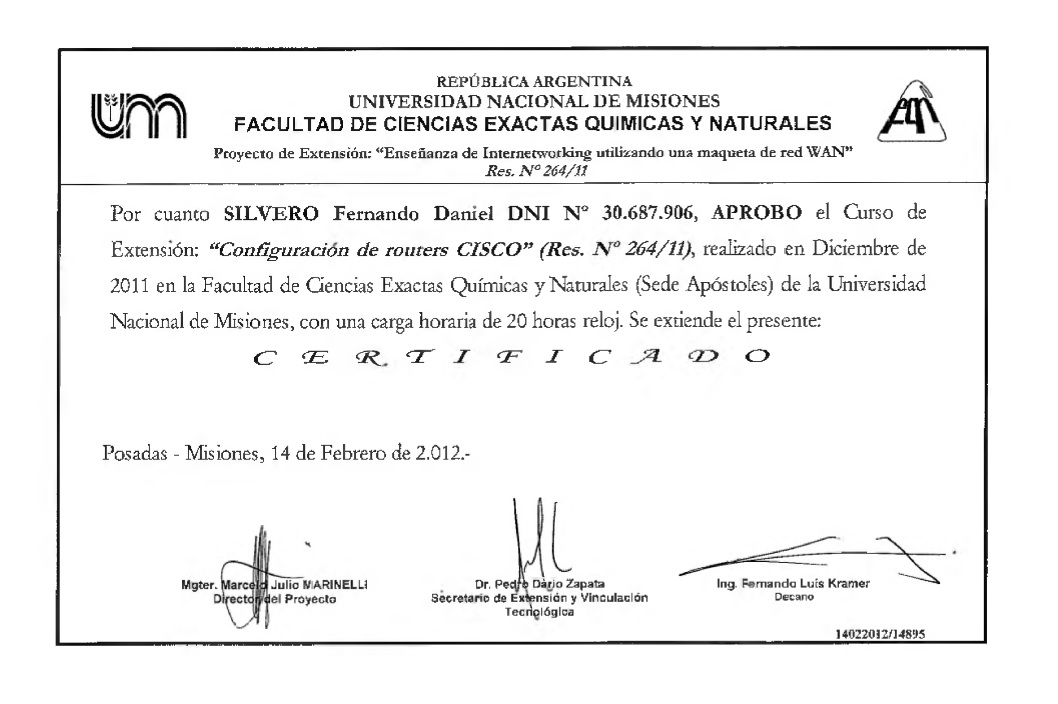 REPÚBLICA ARGENTINA
UNIVERSIDAD NACIONAL DE MISIONES
FACULTAD DE CIENCIAS EXACTAS QUIMICAS Y NATURALES
Proyecto de Extensión: “Enseñanza de Internetworking utilizando una maqueta de red WAN”
Res. Nº 264/11
Por cuanto SILVERO Fernando Daniel DNI Nº 30.687.906, APROBO el Curso de
Extensión: “Configuración de routers CISCO” (Res. Nº 264/11), realizado en Diciembre de
2011 en la Facultad de Ciencias Exactas Químicas y Naturales (Sede Apóstoles) de la Universidad
Nacional de Misiones, con una carga horaria de 20 horas reloj. Se extiende el presente:
C E R T I F I C A D O
Posadas - Misiones, 14 de Febrero de 2.012.-
Mgter. Marcelo Julio MARINELLI
Director del Proyecto
Dr. Pedro Darío Zapata
Secretario de Extensión y Vinculación
Tecnológica
Ing. Fernando Luis Kramer
Decano
14022012/14895